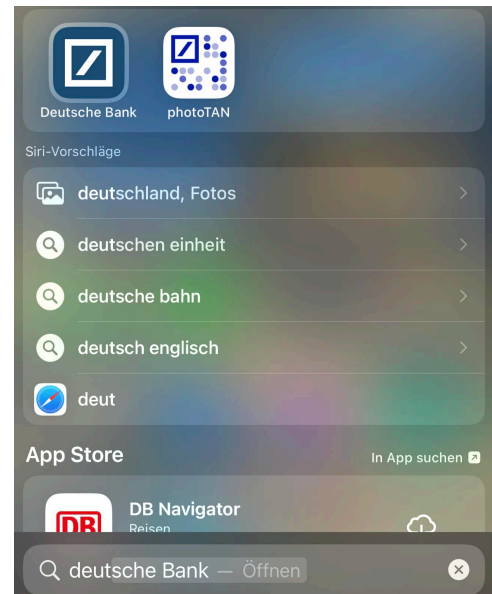 Deutsche Bank photoTAN
Siri-Vorschläge
deutschland, Fotos
deutschen einheit
deutsche bahn
deutsch englisch
deut
App Store In App suchen
DB Navigator
DB Reisen
deutsche Bank — Öffnen